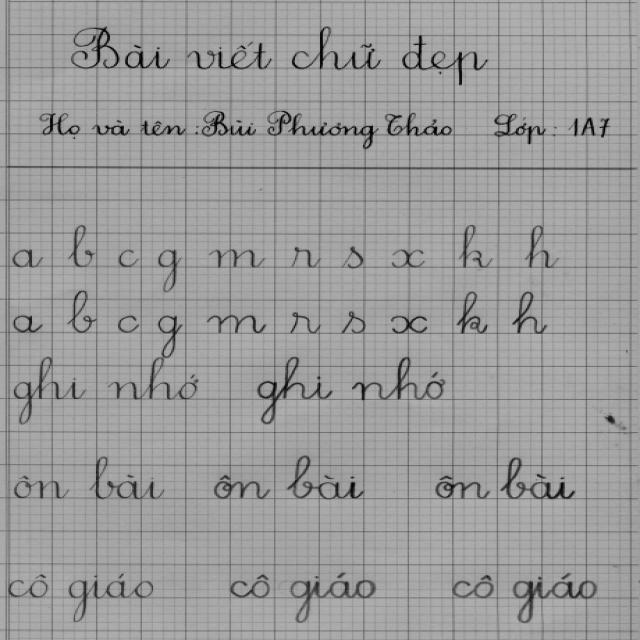 Bài viết chữ đẹp
Họ và tên : Bùi Phương Thảo Lớp : 1A7
a b c g m r s x k h
a b c g m r s x k h
ghi nhớ ghi nhớ
ôn bài ôn bài ôn bài
cô giáo cô giáo cô giáo